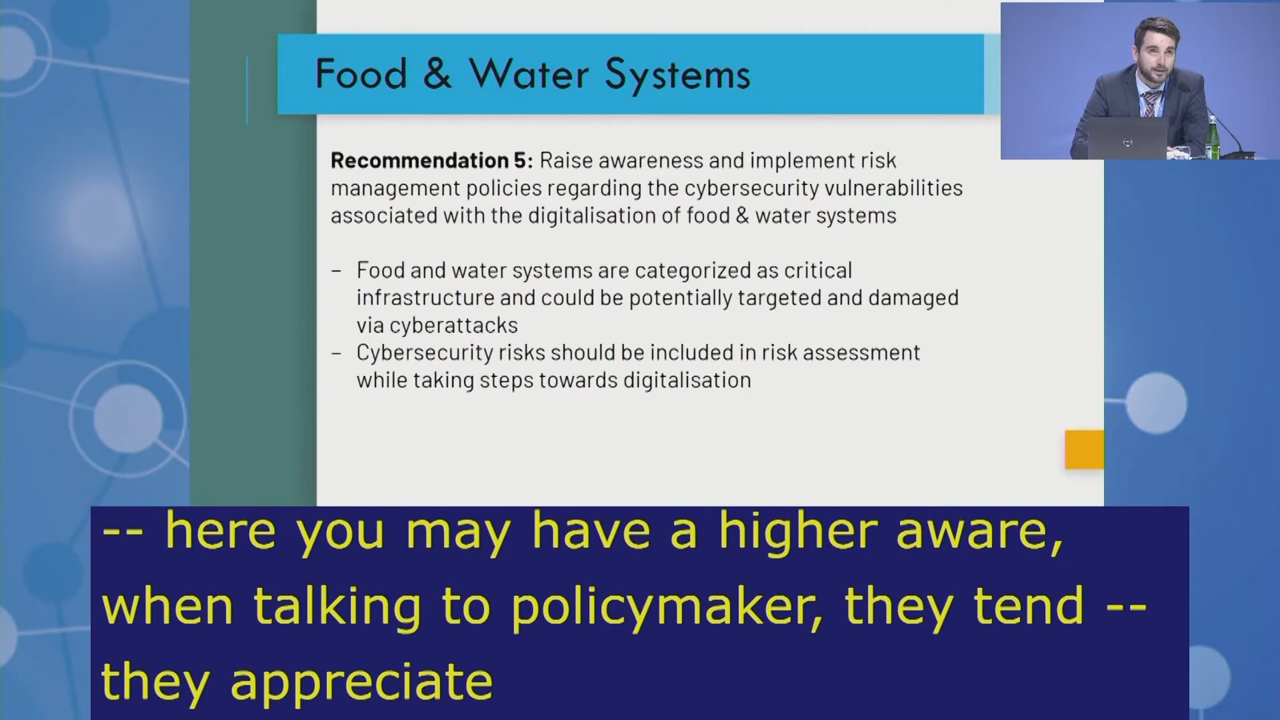 Food & Water Systems
Recommendation 5: Raise awareness and implement risk
management policies regarding the cybersecurity vulnerabilities
associated with the digitalisation of food & water systems
– Food and water systems are categorized as critical
infrastructure and could be potentially targeted and damaged
via cyberattacks
– Cybersecurity risks should be included in risk assessment
while taking steps towards digitalisation
-- here you may have a higher aware,
when talking to policymaker, they tend --
they appreciate